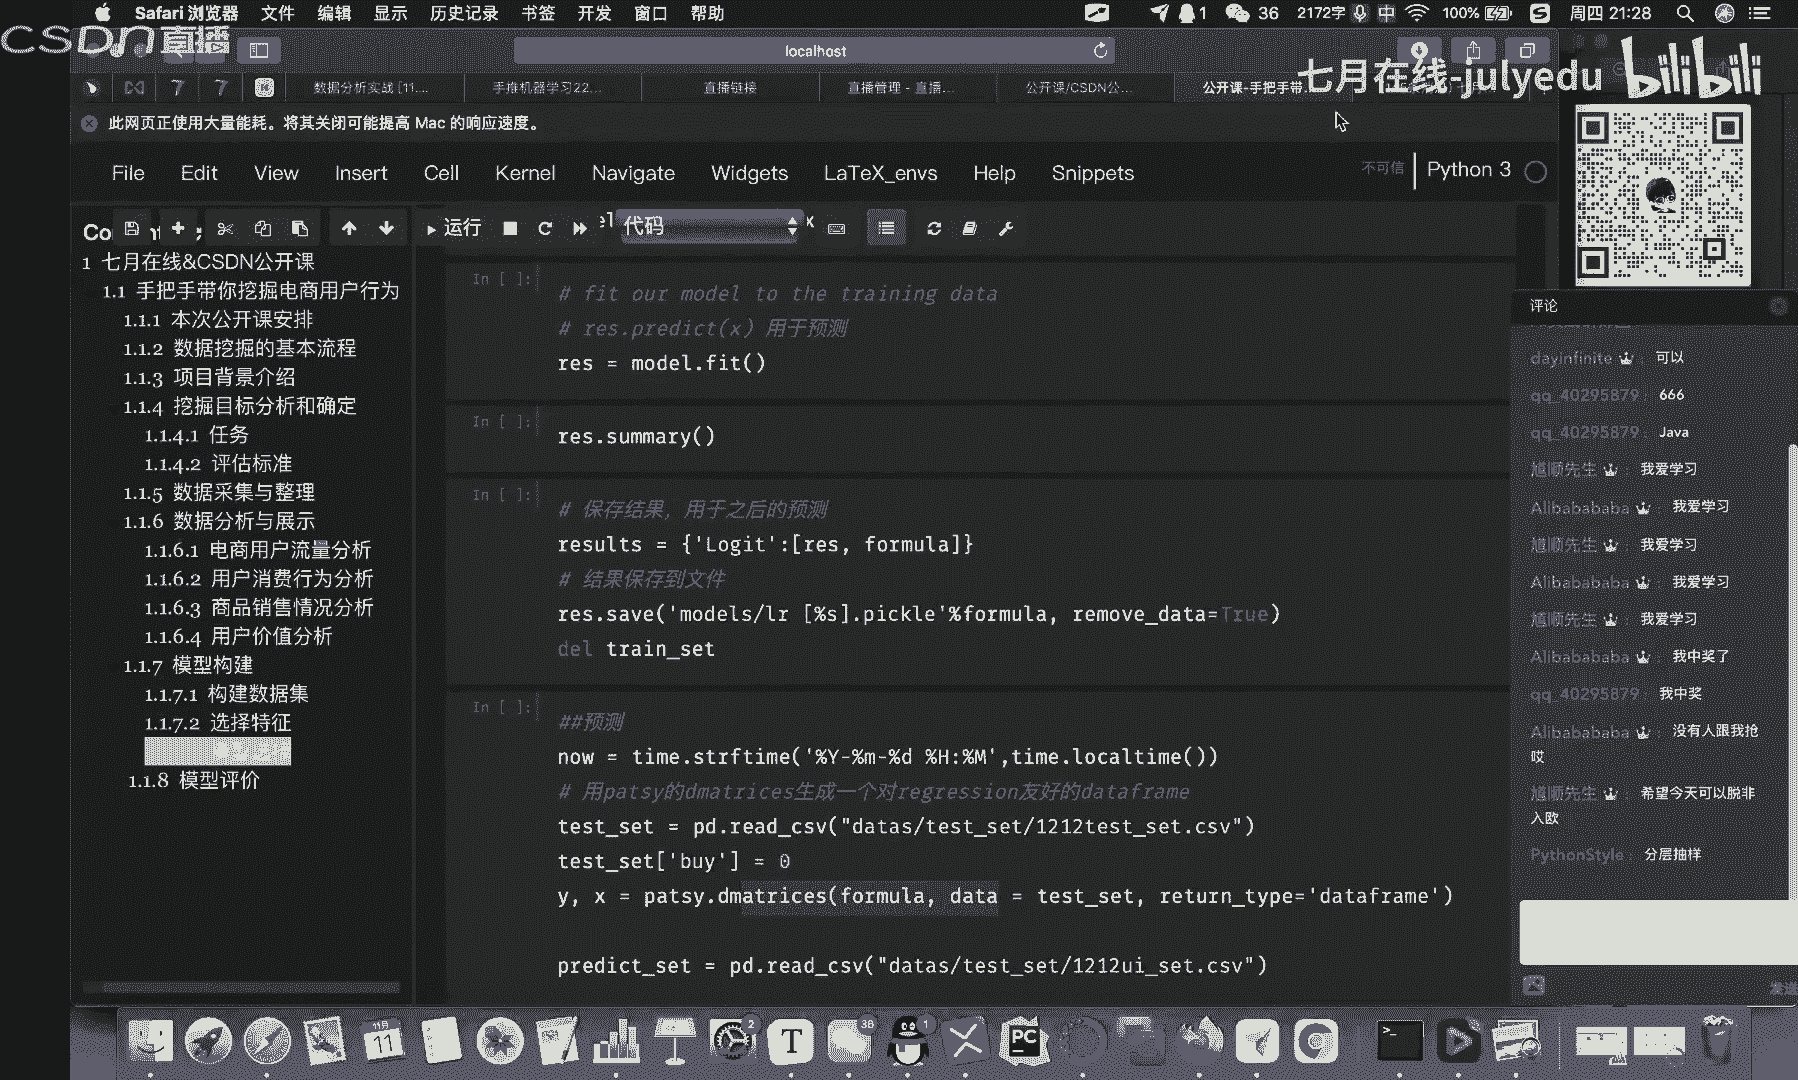 Safari 浏览器 文件 编辑 显示 历史记录 书签 开发 窗口 帮助 1 36 2172字 中 100% 周四 21:28
CSDN直播
localhost
七月在线-julyedu bilibili
数据分析实战 [11.... 手推机器学习22... 直播链接 直播管理 - 直播... 公开课/CSDN公... 公开课-手把手带...
此网页正使用大量能耗。将其关闭可能提高 Mac 的响应速度。
File Edit View Insert Cell Kernel Navigate Widgets LaTeX_envs Help Snippets 不可信 Python 3
运行 代码
1 七月在线&CSDN公开课
1.1 手把手带你挖掘电商用户行为
1.1.1 本次公开课安排
1.1.2 数据挖掘的基本流程
1.1.3 项目背景介绍
1.1.4 挖掘目标分析和确定
1.1.4.1 任务
1.1.4.2 评估标准
1.1.5 数据采集与整理
1.1.6 数据分析与展示
1.1.6.1 电商用户流量分析
1.1.6.2 用户消费行为分析
1.1.6.3 商品销售情况分析
1.1.6.4 用户价值分析
1.1.7 模型构建
1.1.7.1 构建数据集
1.1.7.2 选择特征
1.1.8 模型评价
In [ ]:
# fit our model to the training data
# res.predict(x) 用于预测
res = model.fit()
In [ ]:
res.summary()
In [ ]:
# 保存结果, 用于之后的预测
results = {'Logit':[res, formula]}
# 结果保存到文件
res.save('models/lr [%s].pickle'%formula, remove_data=True)
del train_set
In [ ]:
##预测
now = time.strftime('%Y-%m-%d %H:%M',time.localtime())
# 用patsy的dmatrices生成一个对regression友好的dataframe
test_set = pd.read_csv("datas/test_set/1212test_set.csv")
test_set['buy'] = 0
y, x = patsy.dmatrices(formula, data = test_set, return_type='dataframe')
predict_set = pd.read_csv("datas/test_set/1212ui_set.csv")
评论
dayinfinite : 可以
qq_40295879 : 666
qq_40295879 : Java
尴顺先生 : 我爱学习
Alibabababa : 我爱学习
尴顺先生 : 我爱学习
Alibabababa : 我爱学习
尴顺先生 : 我爱学习
Alibabababa : 我中奖了
qq_40295879 : 我中奖
Alibabababa : 没有人跟我抢
哎
尴顺先生 : 希望今天可以脱非
入欧
PythonStyle : 分层抽样
11月
11
2
T
36
1
PC